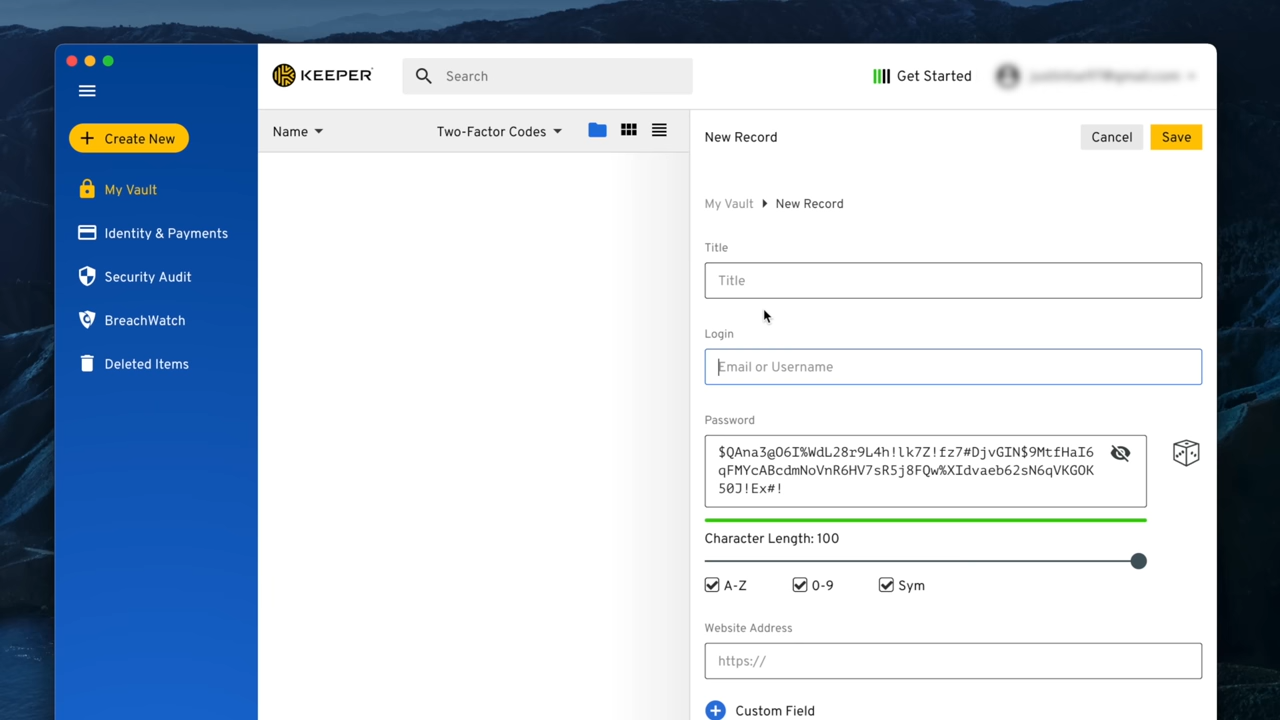 KEEPER
Search
Get Started
Create New
My Vault
Identity & Payments
Security Audit
BreachWatch
Deleted Items
Name
Two-Factor Codes
New Record
Cancel
Save
My Vault
New Record
Title
Title
Login
Email or Username
Password
$QAna3@O6I%WdL28r9L4h!lk7Z!fz7#DjvGIN$9MtfHaI6
qFMYcABcdmNoVnR6HV7sR5j8FQw%XIdvaeb62sN6qVKGOK
50J!Ex#!
Character Length: 100
A-Z
0-9
Sym
Website Address
https://
Custom Field